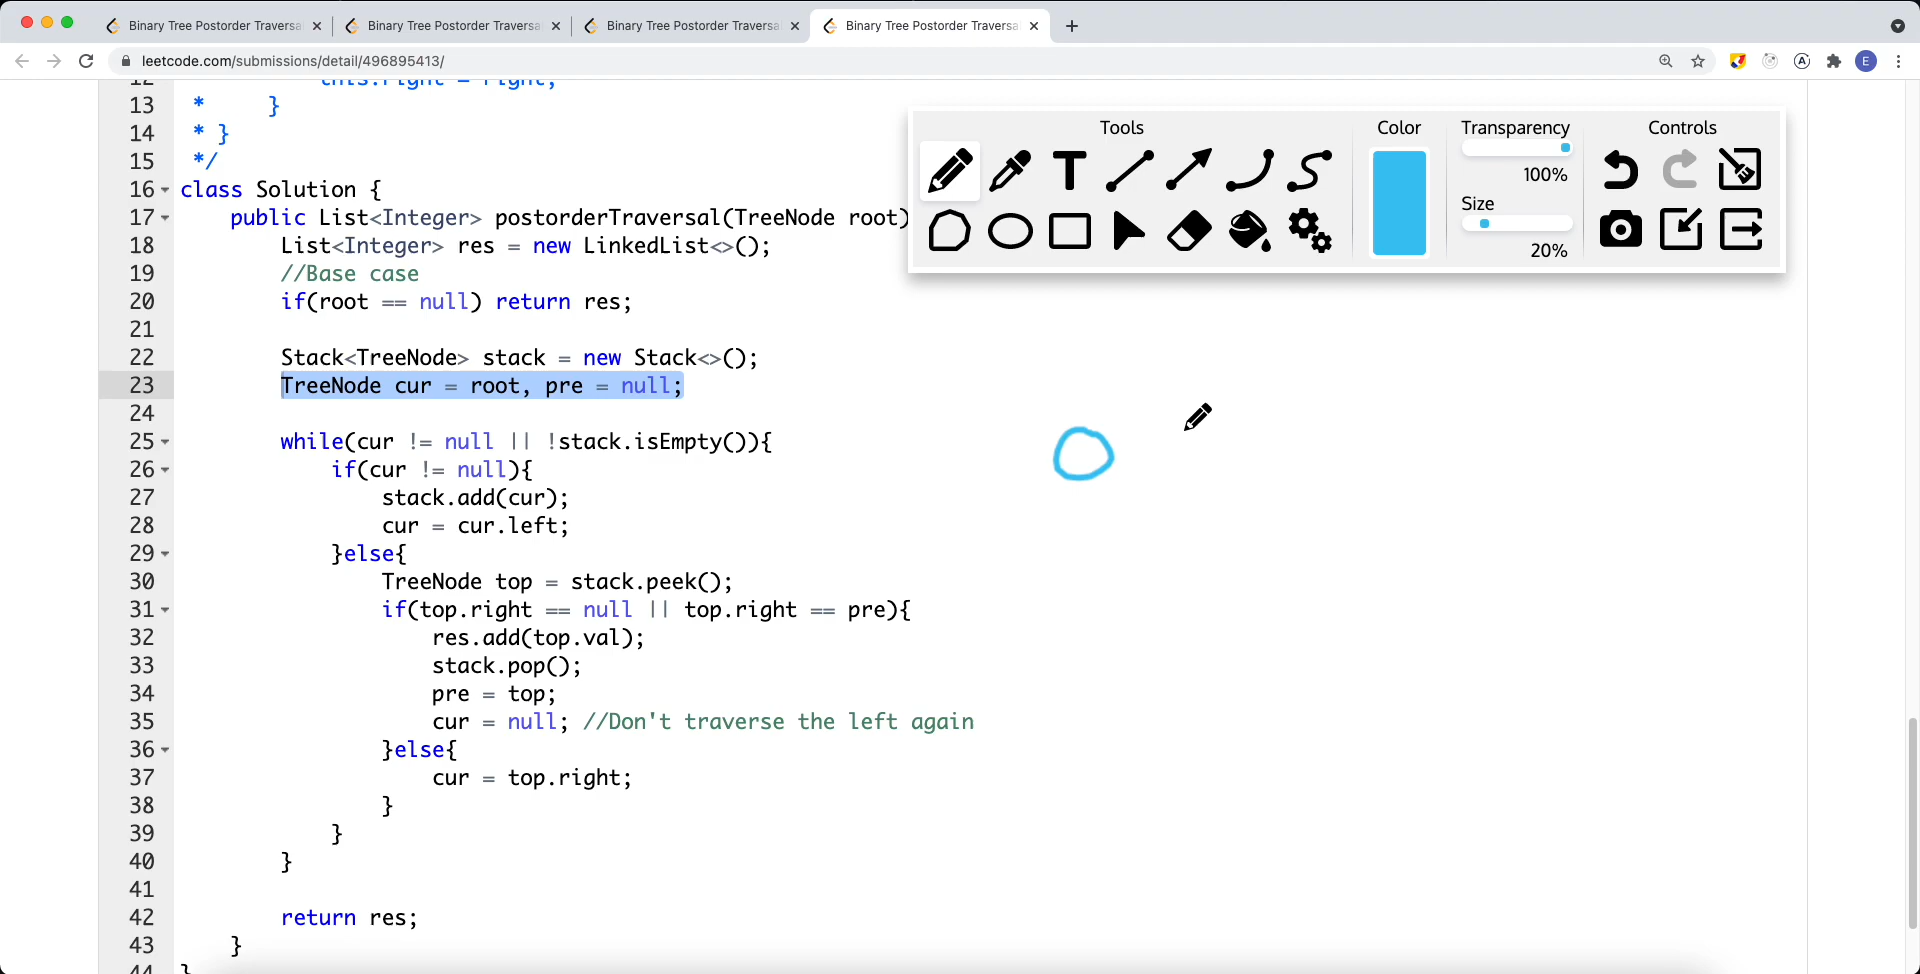 Binary Tree Postorder Traversa
Binary Tree Postorder Traversa
Binary Tree Postorder Traversa
Binary Tree Postorder Traversa
leetcode.com/submissions/detail/496895413/
E
Tools
Color
Transparency
100%
Size
20%
Controls
12 this.right = right;
13 * }
14 * }
15 */
16 class Solution {
17 public List<Integer> postorderTraversal(TreeNode root)
18 List<Integer> res = new LinkedList<>();
19 //Base case
20 if(root == null) return res;
21
22 Stack<TreeNode> stack = new Stack<>();
23 TreeNode cur = root, pre = null;
24
25 while(cur != null || !stack.isEmpty()){
26 if(cur != null){
27 stack.add(cur);
28 cur = cur.left;
29 }else{
30 TreeNode top = stack.peek();
31 if(top.right == null || top.right == pre){
32 res.add(top.val);
33 stack.pop();
34 pre = top;
35 cur = null; //Don't traverse the left again
36 }else{
37 cur = top.right;
38 }
39 }
40 }
41
42 return res;
43 }
44 }